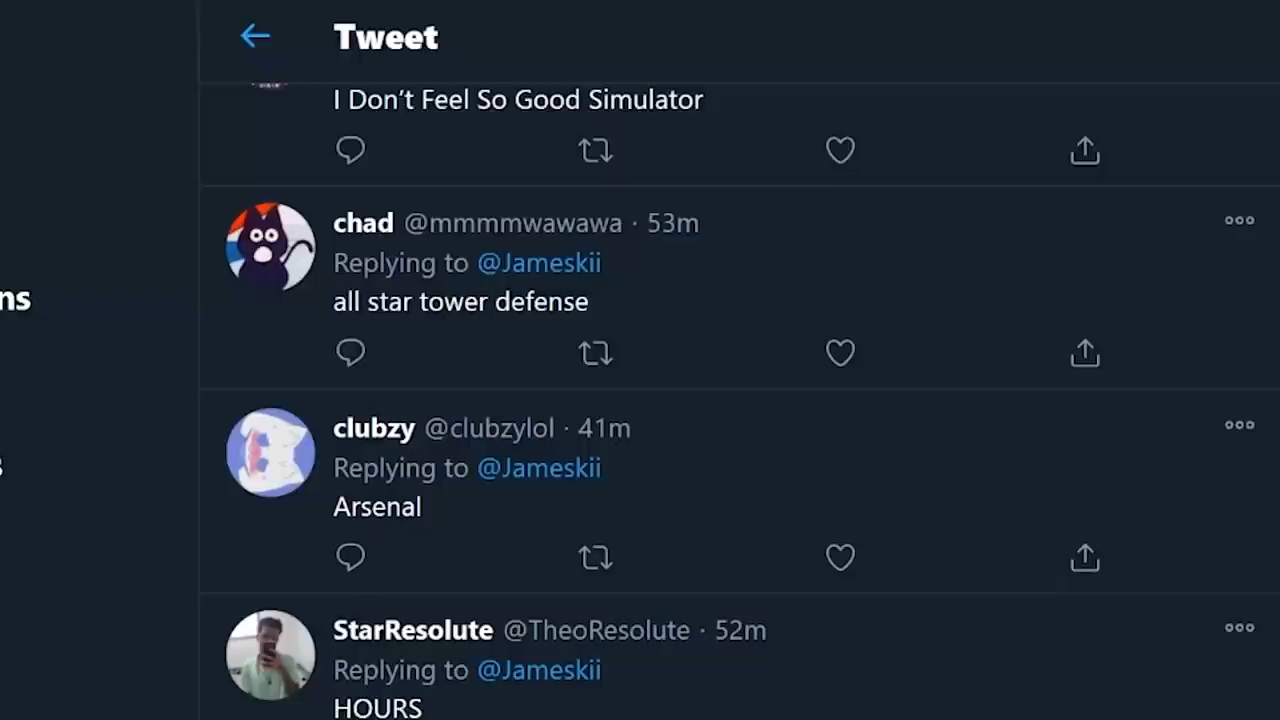 Tweet
I Don't Feel So Good Simulator
chad @mmmmwawawa · 53m
Replying to @Jameskii
all star tower defense
ns
clubzy @clubzylol · 41m
Replying to @Jameskii
Arsenal
StarResolute @TheoResolute · 52m
Replying to @Jameskii
HOURS